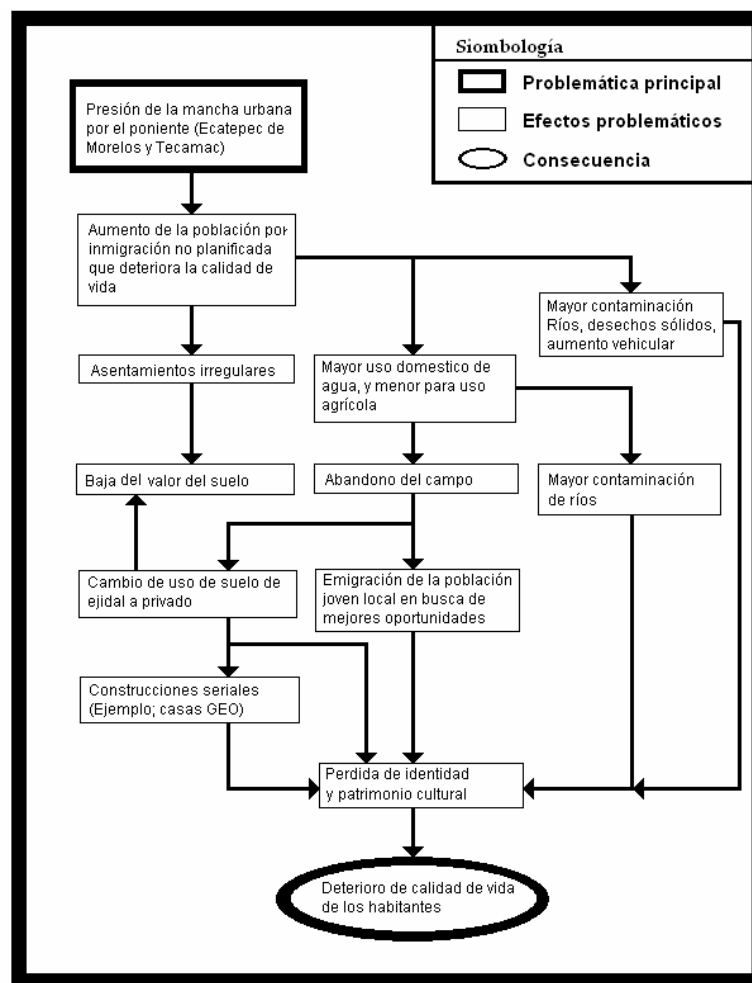 Siombología
Problemática principal
Efectos problemáticos
Consecuencia
Presión de la mancha urbana
por el poniente (Ecatepec de
Morelos y Tecamac)
Aumento de la población por
inmigración no planificada
que deteriora la calidad de
vida
Mayor contaminación
Ríos, desechos sólidos,
aumento vehicular
Asentamientos irregulares
Mayor uso domestico de
agua, y menor para uso
agrícola
Baja del valor del suelo
Abandono del campo
Mayor contaminación
de ríos
Cambio de uso de suelo de
ejidal a privado
Emigración de la población
joven local en busca de
mejores oportunidades
Construcciones seriales
(Ejemplo; casas GEO)
Perdida de identidad
y patrimonio cultural
Deterioro de calidad de vida
de los habitantes